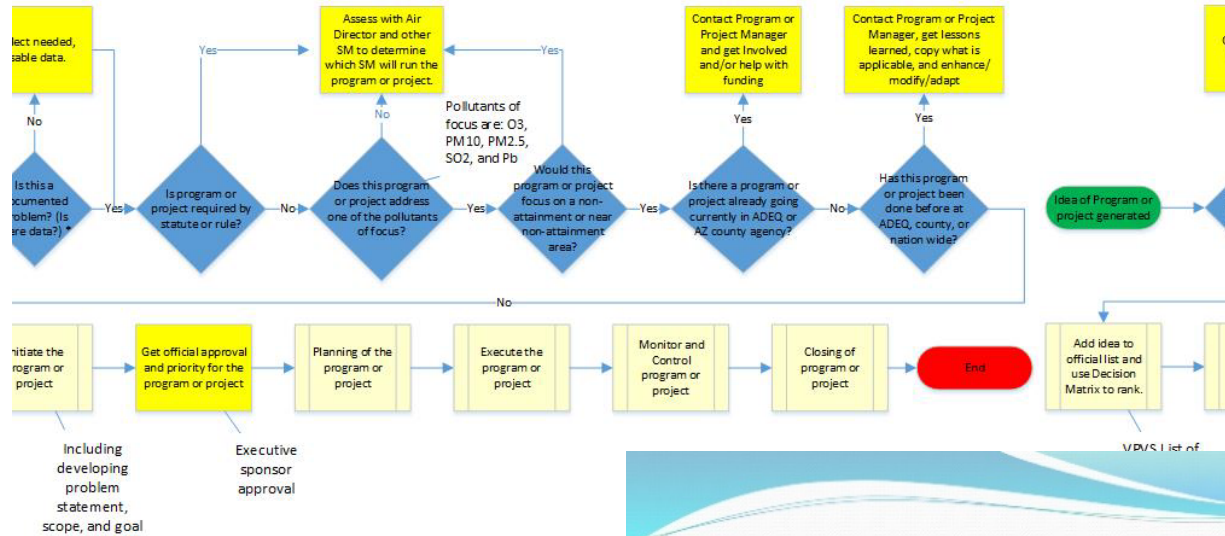 lect needed,
sable data.
Yes
Assess with Air
Director and other
SM to determine
which SM will run the
program or project.
Yes
Contact Program or
Project Manager
and get Involved
and/or help with
funding
Contact Program or Project
Manager, get lessons
learned, copy what is
applicable, and enhance/
modify/adapt
No
No
Pollutants of
focus are: O3,
PM10, PM2.5,
SO2, and Pb
Yes
Yes
Is this a
ocumented
roblem? (Is
ere data?) *
Yes
Is program or
project required by
statute or rule?
No
Does this program
or project address
one of the pollutants
of focus?
Yes
Would this
program or project
focus on a non-
attainment or near
non-attainment
area?
Yes
Is there a program or
project already going
currently in ADEQ or
AZ county agency?
No
Has this program
or project been
done before at
ADEQ, county, or
nation wide?
Idea of Program or
project generated
No
nitiate the
rogram or
project
Get official approval
and priority for the
program or project
Planning of the
program or
project
Execute the
program or
project
Monitor and
Control
program or
project
Closing of
program or
project
End
Add idea to
official list and
use Decision
Matrix to rank.
Including
developing
problem
statement,
scope, and goal
Executive
sponsor
approval
VPVS List of